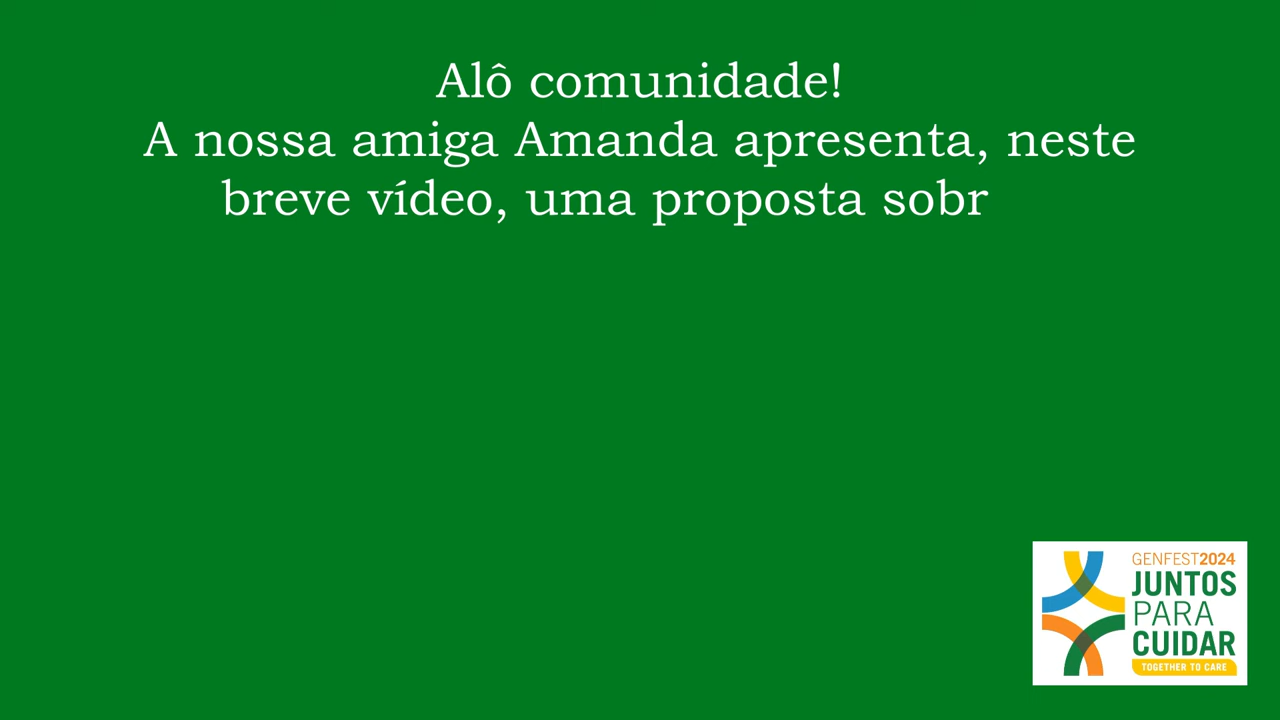 Alô comunidade!
A nossa amiga Amanda apresenta, neste
breve vídeo, uma proposta sobr
GENFEST2024
JUNTOS
PARA
CUIDAR
TOGETHER TO CARE